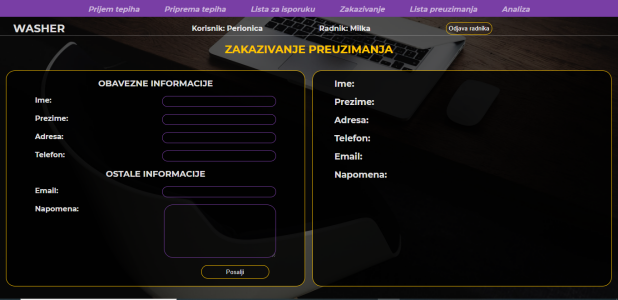 Prijem tepiha Priprema tepiha Lista za isporuku Zakazivanje Lista preuzimanja Analiza
WASHER Korisnik: Perionica Radnik: Milka Odjava radnika
ZAKAZIVANJE PREUZIMANJA
OBAVEZNE INFORMACIJE
Ime:
Prezime:
Adresa:
Telefon:
OSTALE INFORMACIJE
Email:
Napomena:
Posalji
Ime:
Prezime:
Adresa:
Telefon:
Email:
Napomena: